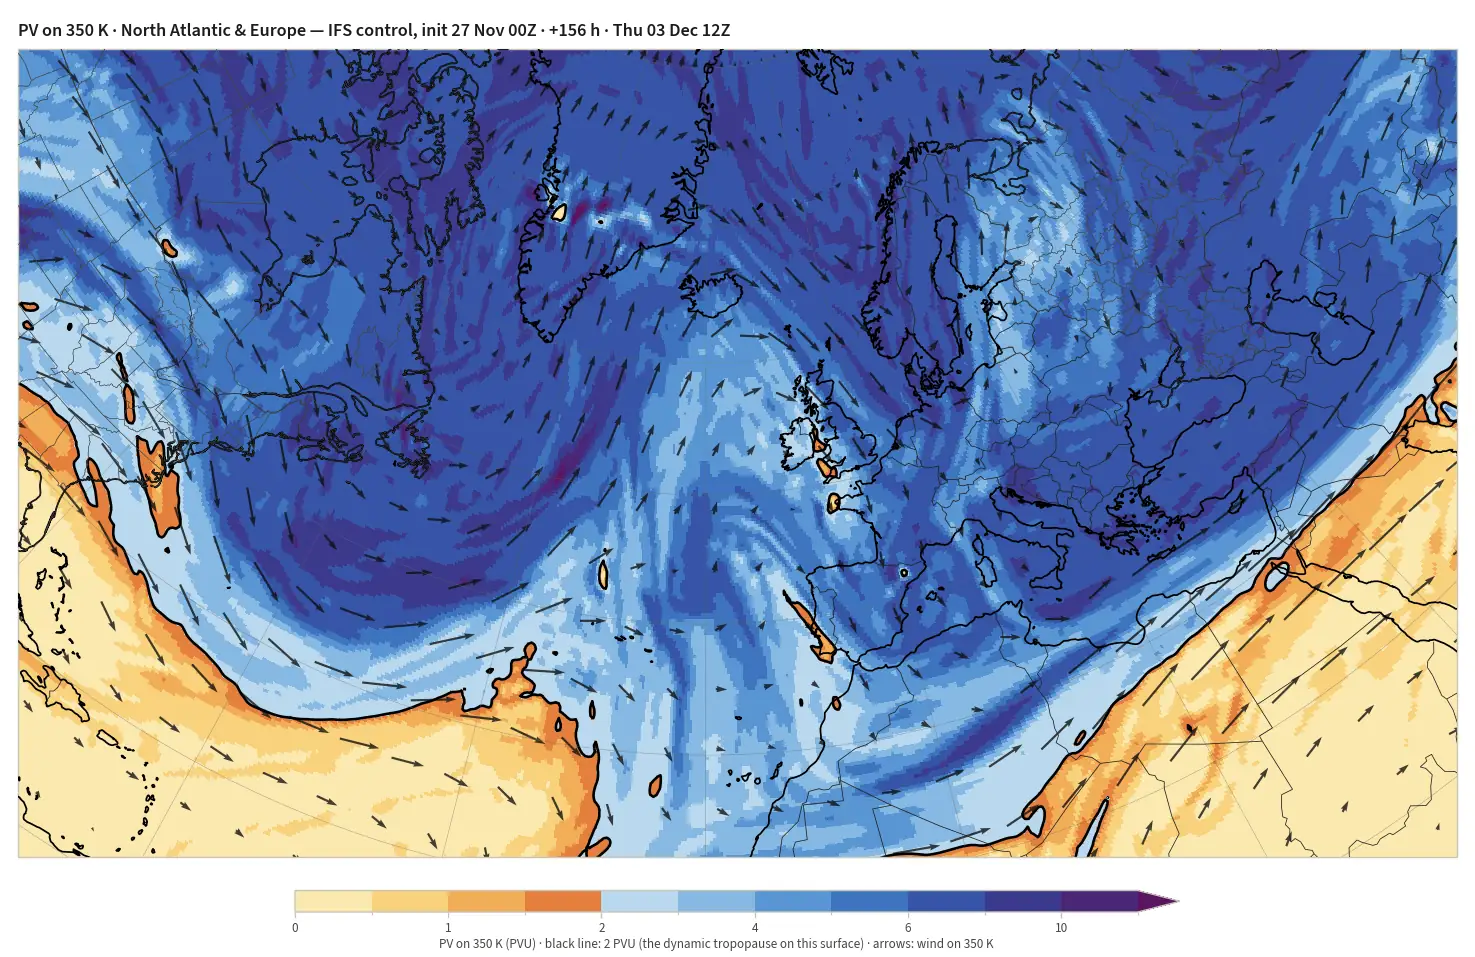 PV on 350 K · North Atlantic & Europe — IFS control, init 27 Nov 00Z · +156 h · Thu 03 Dec 12Z
0 1 2 4 6 10
PV on 350 K (PVU) · black line: 2 PVU (the dynamic tropopause on this surface) · arrows: wind on 350 K